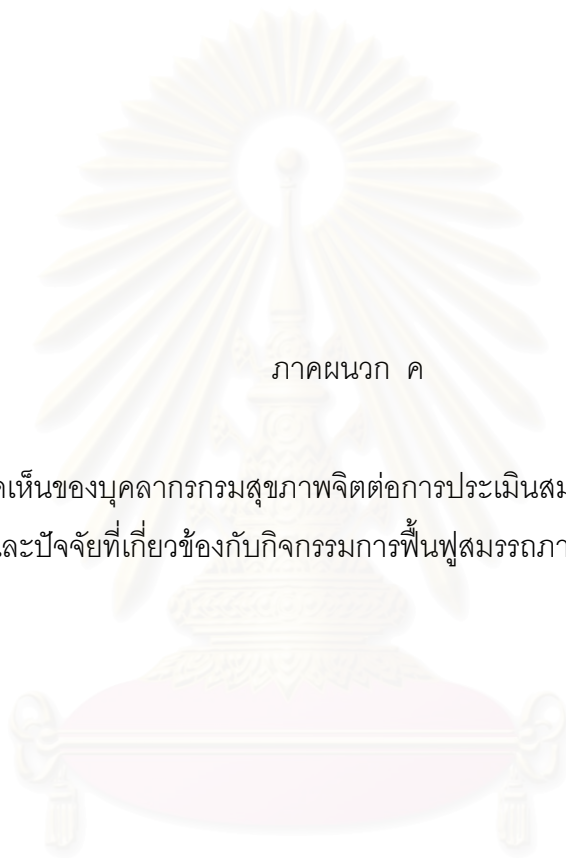 ภาคผนวก ค
เห็นของบุคลากรกรมสุขภาพจิตต่อการประเมินสม
ละปัจจัยที่เกี่ยวข้องกับกิจกรรมการฟื้นฟูสมรรถภา